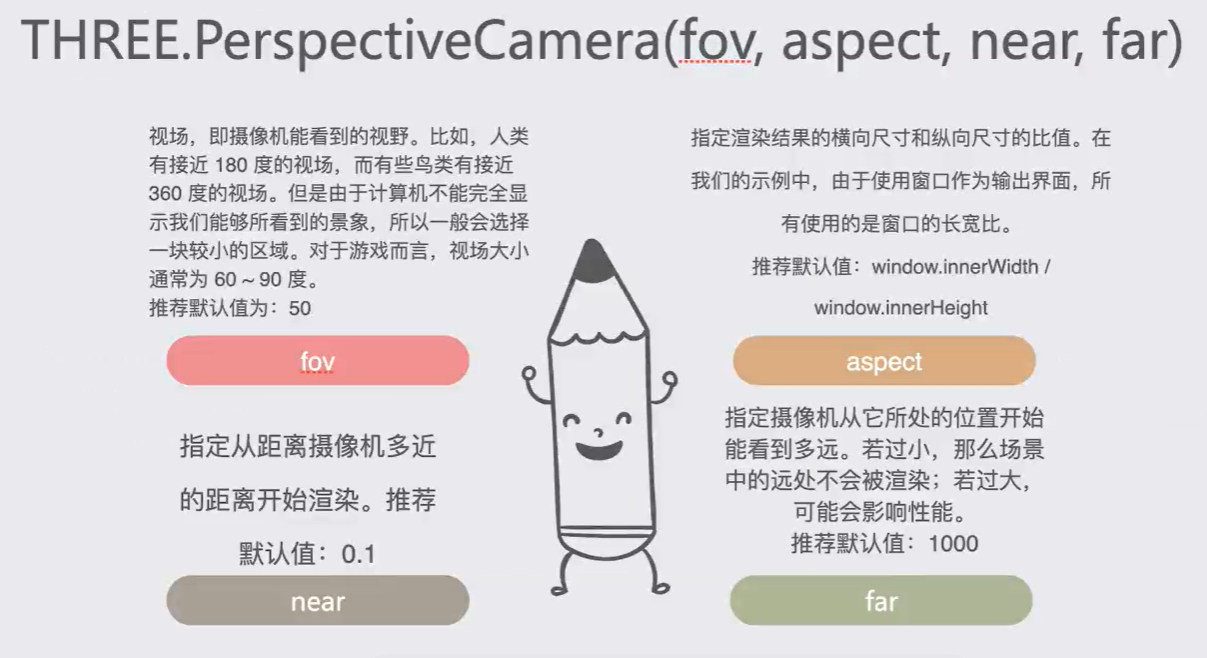 THREE.PerspectiveCamera(fov, aspect, near, far)
视场，即摄像机能看到的视野。比如，人类
有接近 180 度的视场，而有些鸟类有接近
360 度的视场。但是由于计算机不能完全显
示我们能够所看到的景象，所以一般会选择
一块较小的区域。对于游戏而言，视场大小
通常为 60 ~ 90 度。
推荐默认值为：50
fov
指定渲染结果的横向尺寸和纵向尺寸的比值。在
我们的示例中，由于使用窗口作为输出界面，所
有使用的是窗口的长宽比。
推荐默认值：window.innerWidth /
window.innerHeight
aspect
指定从距离摄像机多近
的距离开始渲染。推荐
默认值：0.1
near
指定摄像机从它所处的位置开始
能看到多远。若过小，那么场景
中的远处不会被渲染；若过大，
可能会影响性能。
推荐默认值：1000
far